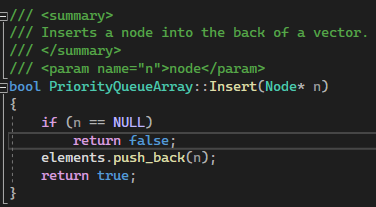 /// <summary>
/// Inserts a node into the back of a vector.
/// </summary>
/// <param name="n">node</param>
bool PriorityQueueArray::Insert(Node* n)
{
    if (n == NULL)
        return false;
    elements.push_back(n);
    return true;
}